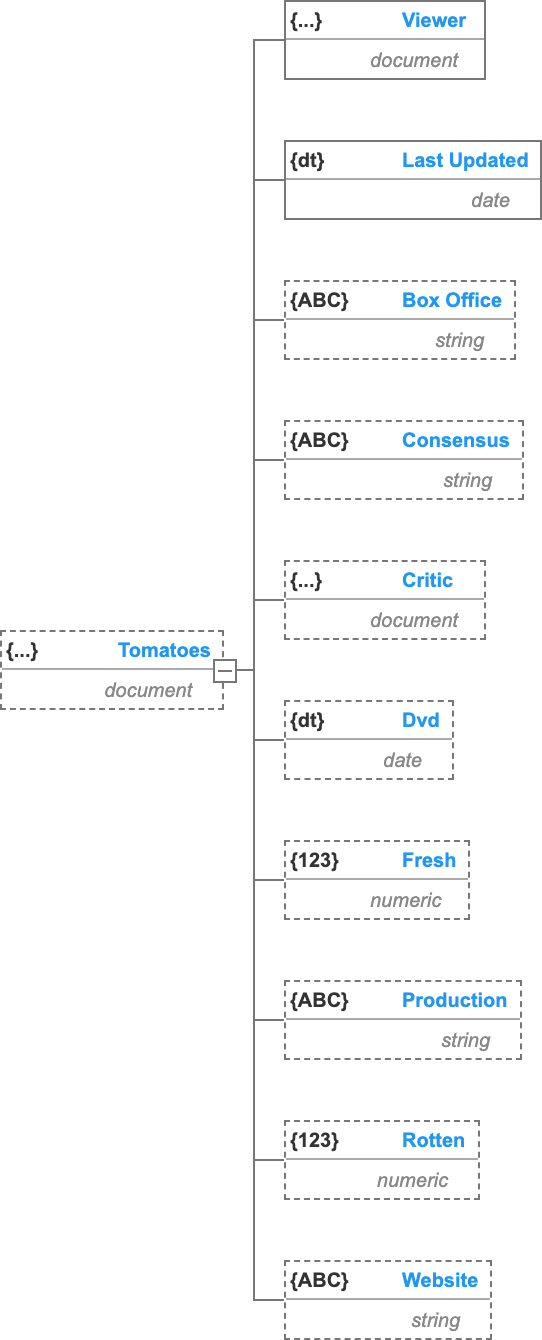 {...} Viewer
document
{dt} Last Updated
date
{ABC} Box Office
string
{ABC} Consensus
string
{...} Critic
document
{...} Tomatoes
document
{dt} Dvd
date
{123} Fresh
numeric
{ABC} Production
string
{123} Rotten
numeric
{ABC} Website
string